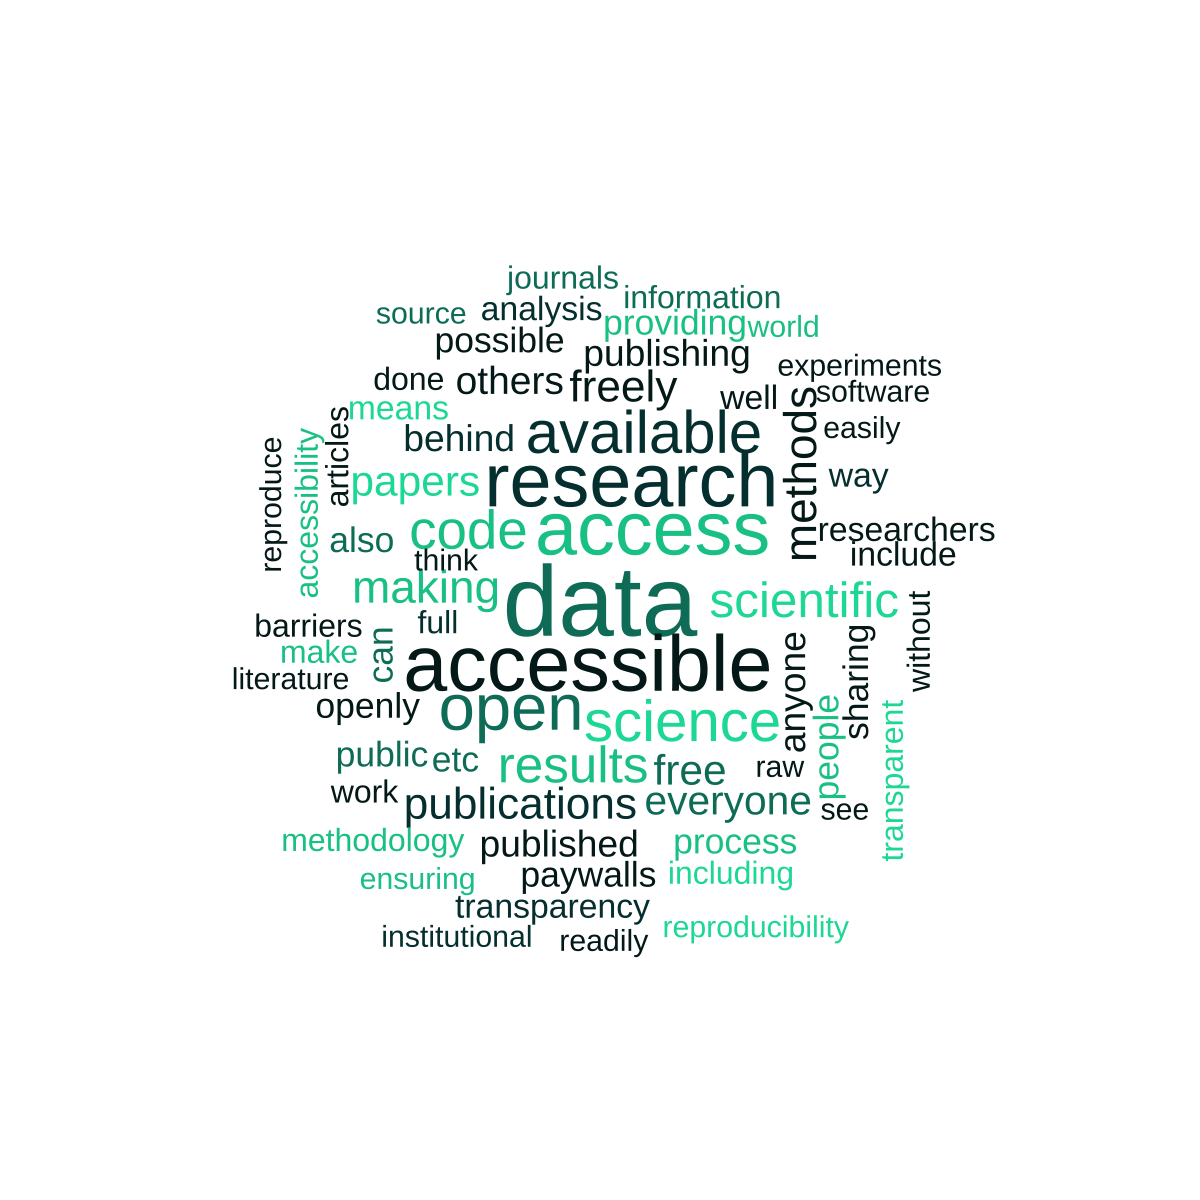 journals
information
source
analysis
providing
world
possible
publishing
experiments
done
others
freely
well
software
means
articles
methods
behind
available
easily
reproduce
accessibility
papers
research
way
also
code
access
researchers
think
include
making
data
scientific
without
barriers
full
can
make
accessible
anyone
sharing
literature
openly
open
science
people
transparent
public
etc
results
free
raw
work
publications
everyone
see
methodology
published
process
ensuring
paywalls
including
transparency
institutional
readily
reproducibility